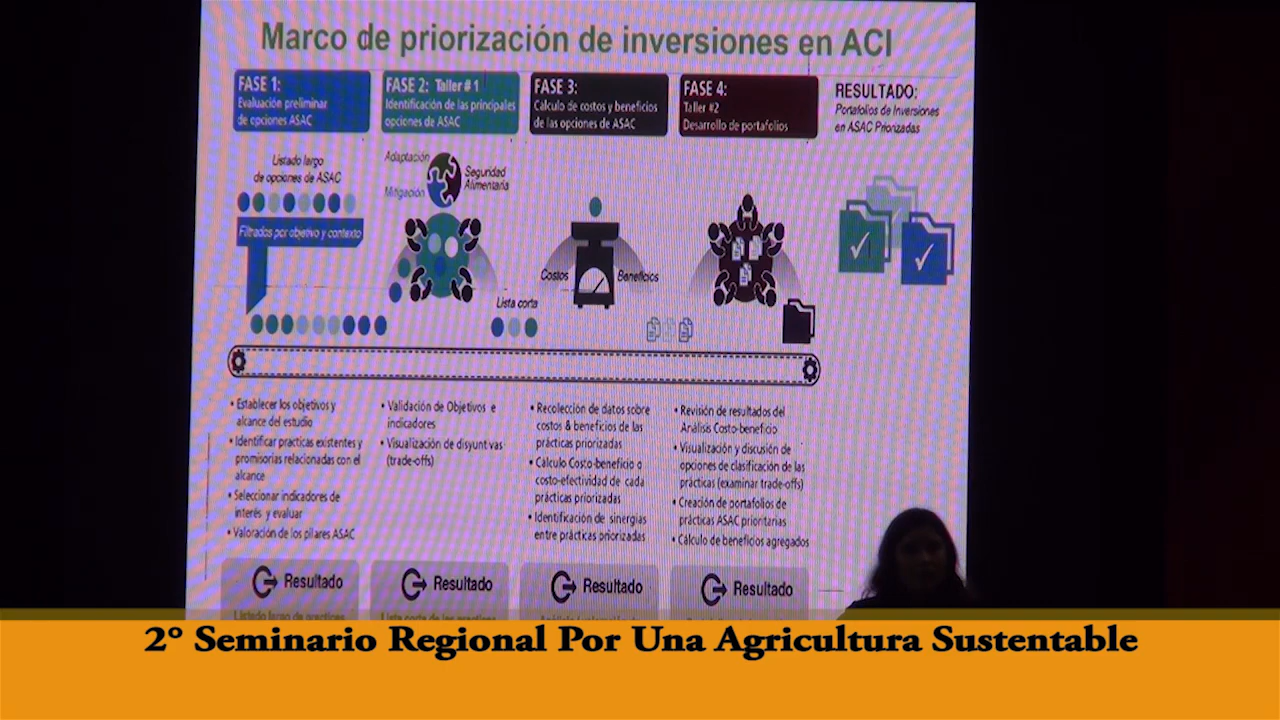 Marco de priorización de inversiones en ACI
FASE 1:
Evaluación preliminar
de opciones ASAC
FASE 2: Taller # 1
Identificación de las principales
opciones de ASAC
FASE 3:
Cálculo de costos y beneficios
de las opciones de ASAC
FASE 4:
Taller #2
Desarrollo de portafolios
RESULTADO:
Portafolios de Inversiones
en ASAC Priorizadas
Listado largo
de opciones de ASAC
Filtrados por objetivo y contexto
Adaptación
Mitigación
Seguridad
Alimentaria
Lista corta
Costos
Beneficios
• Establecer los objetivos y
alcance del estudio
• Identificar practicas existentes y
promisorias relacionadas con el
alcance
• Seleccionar indicadores de
interés y evaluar
• Valoración de los pilares ASAC
• Validación de Objetivos e
indicadores
• Visualización de disyuntivas
(trade-offs)
• Recolección de datos sobre
costos & beneficios de las
prácticas priorizadas
• Cálculo Costo-beneficio o
costo-efectividad de cada
prácticas priorizadas
• Identificación de sinergias
entre prácticas priorizadas
• Revisión de resultados del
Análisis Costo-beneficio
• Visualización y discusión de
opciones de clasificación de las
prácticas (examinar trade-offs)
• Creación de portafolios de
prácticas ASAC prioritarias
• Cálculo de beneficios agregados
Resultado
Resultado
Resultado
Resultado
2º Seminario Regional Por Una Agricultura Sustentable